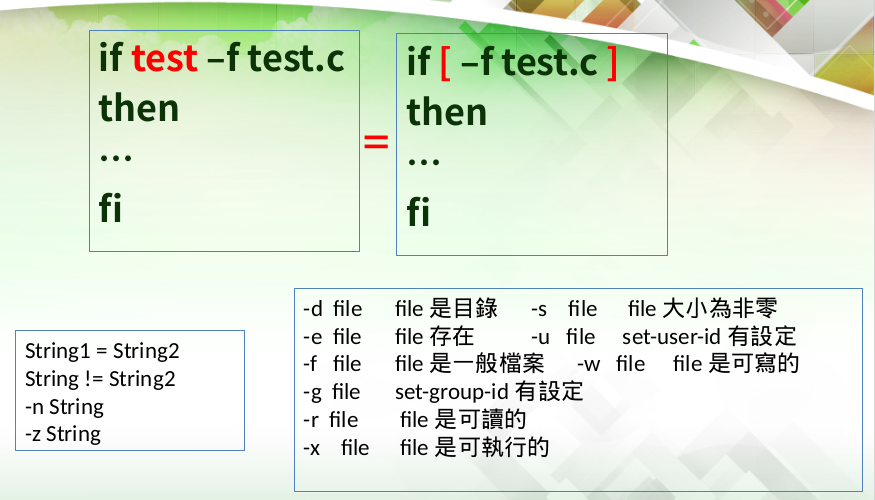 if test –f test.c
then
…
fi
=
if [ –f test.c ]
then
…
fi
String1 = String2
String != String2
-n String
-z String
-d file file 是目錄 -s file file 大小為非零
-e file file 存在 -u file set-user-id 有設定
-f file file 是一般檔案 -w file file 是可寫的
-g file set-group-id 有設定
-r file file 是可讀的
-x file file 是可執行的